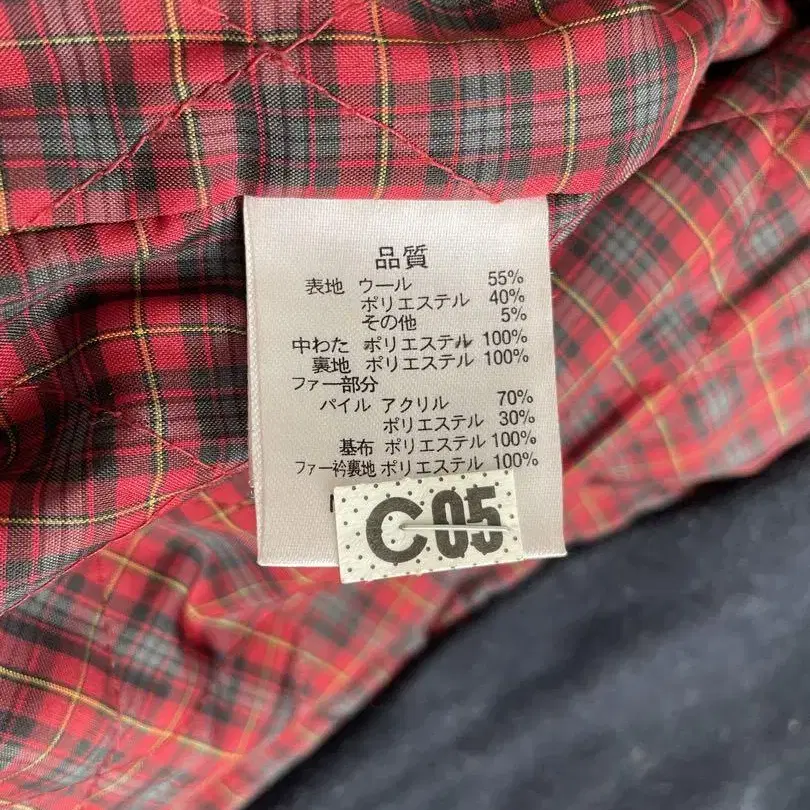 品質
表地 ウール 55%
ポリエステル 40%
その他 5%
中わた ポリエステル 100%
裏地 ポリエステル 100%
ファー部分
パイル アクリル 70%
ポリエステル 30%
基布 ポリエステル 100%
ファー衿裏地 ポリエステル 100%
C05